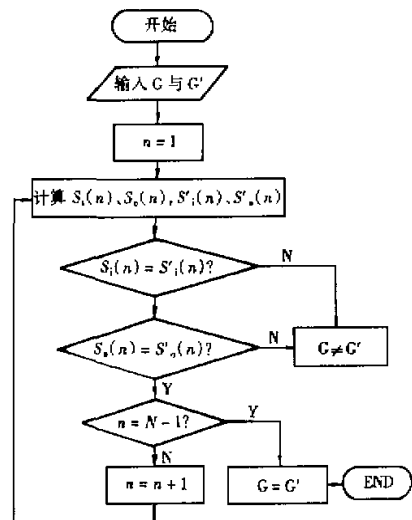 开始
输入 G 与 G'
n = 1
计算 S_i(n)、S_o(n), S'_i(n)、S'_o(n)
S_i(n) = S'_i(n)?
N
S_o(n) = S'_o(n)?
N
G≠G'
Y
n = N-1?
Y
N
n = n + 1
G = G'
END